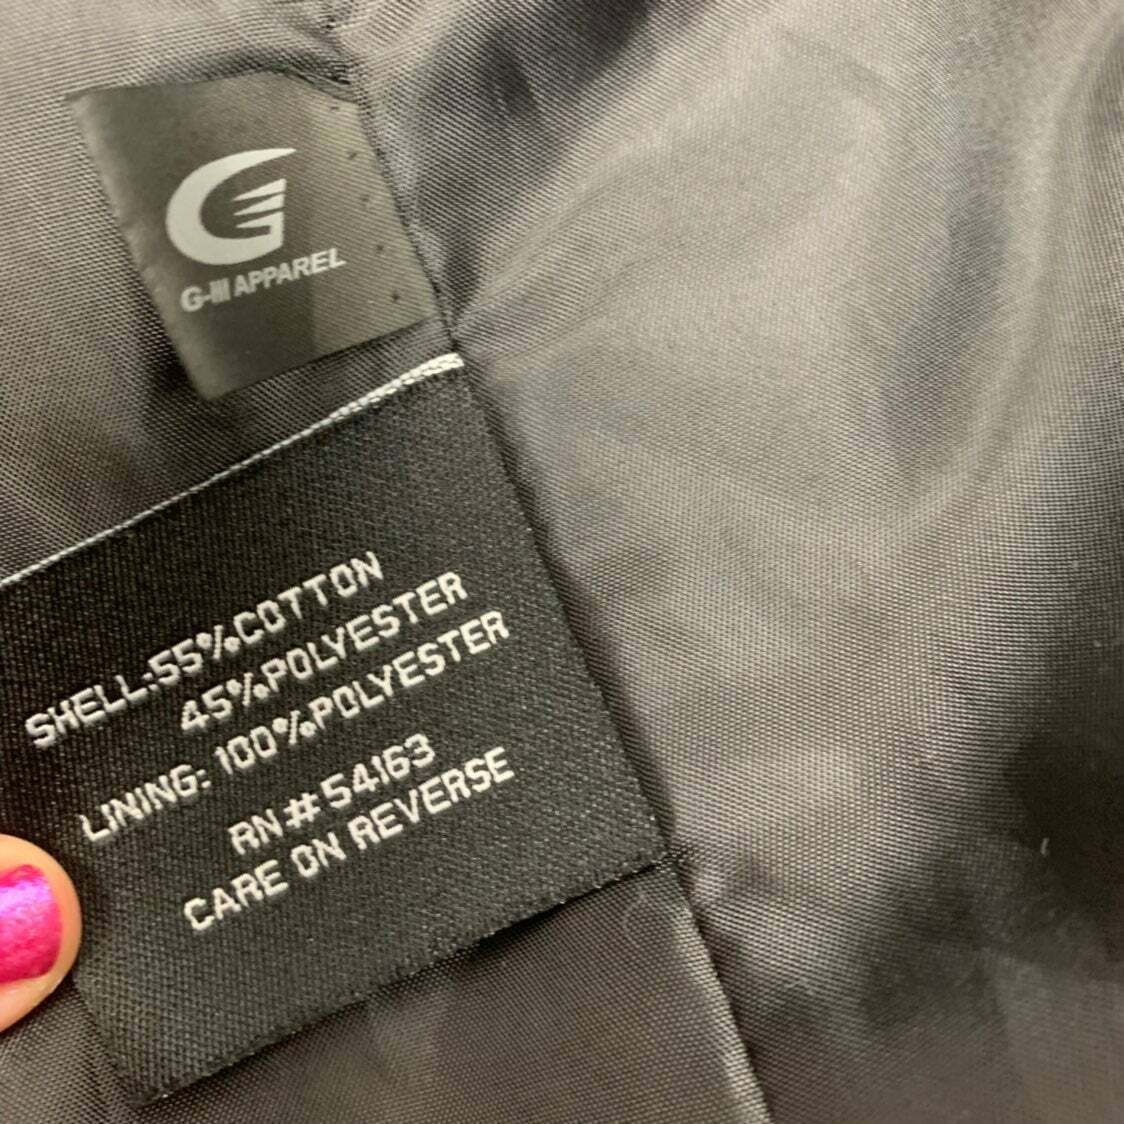 G-III APPAREL
SHELL:55%COTTON
45%POLYESTER
LINING: 100%POLYESTER
RN#54163
CARE ON REVERSE